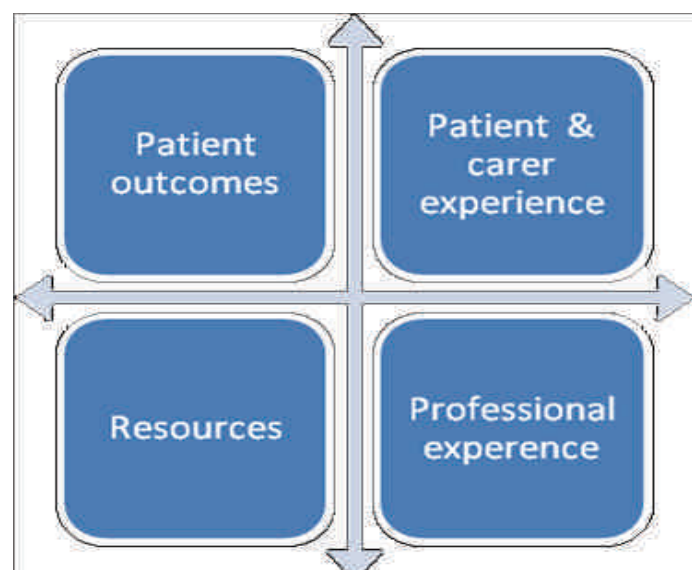 Patient
outcomes
Patient & 
carer
experience
Resources
Professional
experence